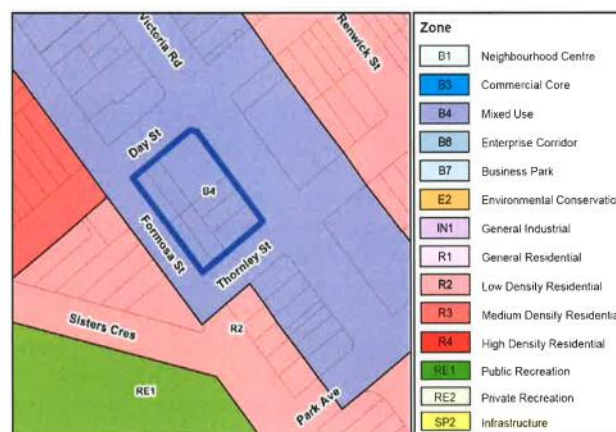 Victoria Rd
Renwick St
Day St
B4
Formosa St
Thornley St
Sisters Cres
R2
RE1
Park Ave
Zone
B1 Neighbourhood Centre
B3 Commercial Core
B4 Mixed Use
B6 Enterprise Corridor
B7 Business Park
E2 Environmental Conservatio
IN1 General Industrial
R1 General Residential
R2 Low Density Residential
R3 Medium Density Residential
R4 High Density Residential
RE1 Public Recreation
RE2 Private Recreation
SP2 Infrastructure